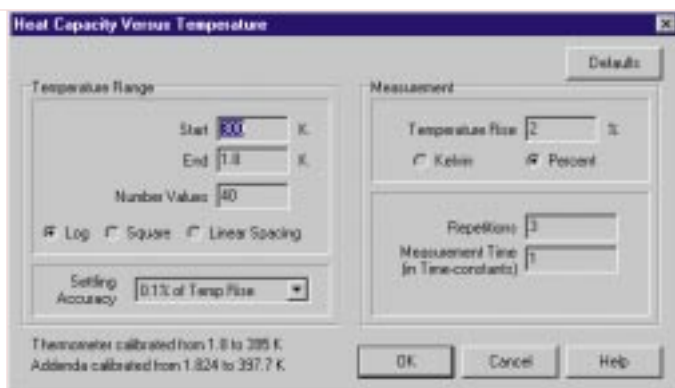 Heat Capacity Versus Temperature
Defaults
Temperature Range
Start 300 K
End 1.8 K
Number Values 40
Log Square Linear Spacing
Settling Accuracy 0.1% of Temp Rise
Measurement
Temperature Rise 2 %
Kelvin Percent
Repetitions 3
Measurement Time
(in Time-constants) 1
Thermometer calibrated from 1.8 to 395 K
Addenda calibrated from 1.824 to 397.7 K
OK Cancel Help